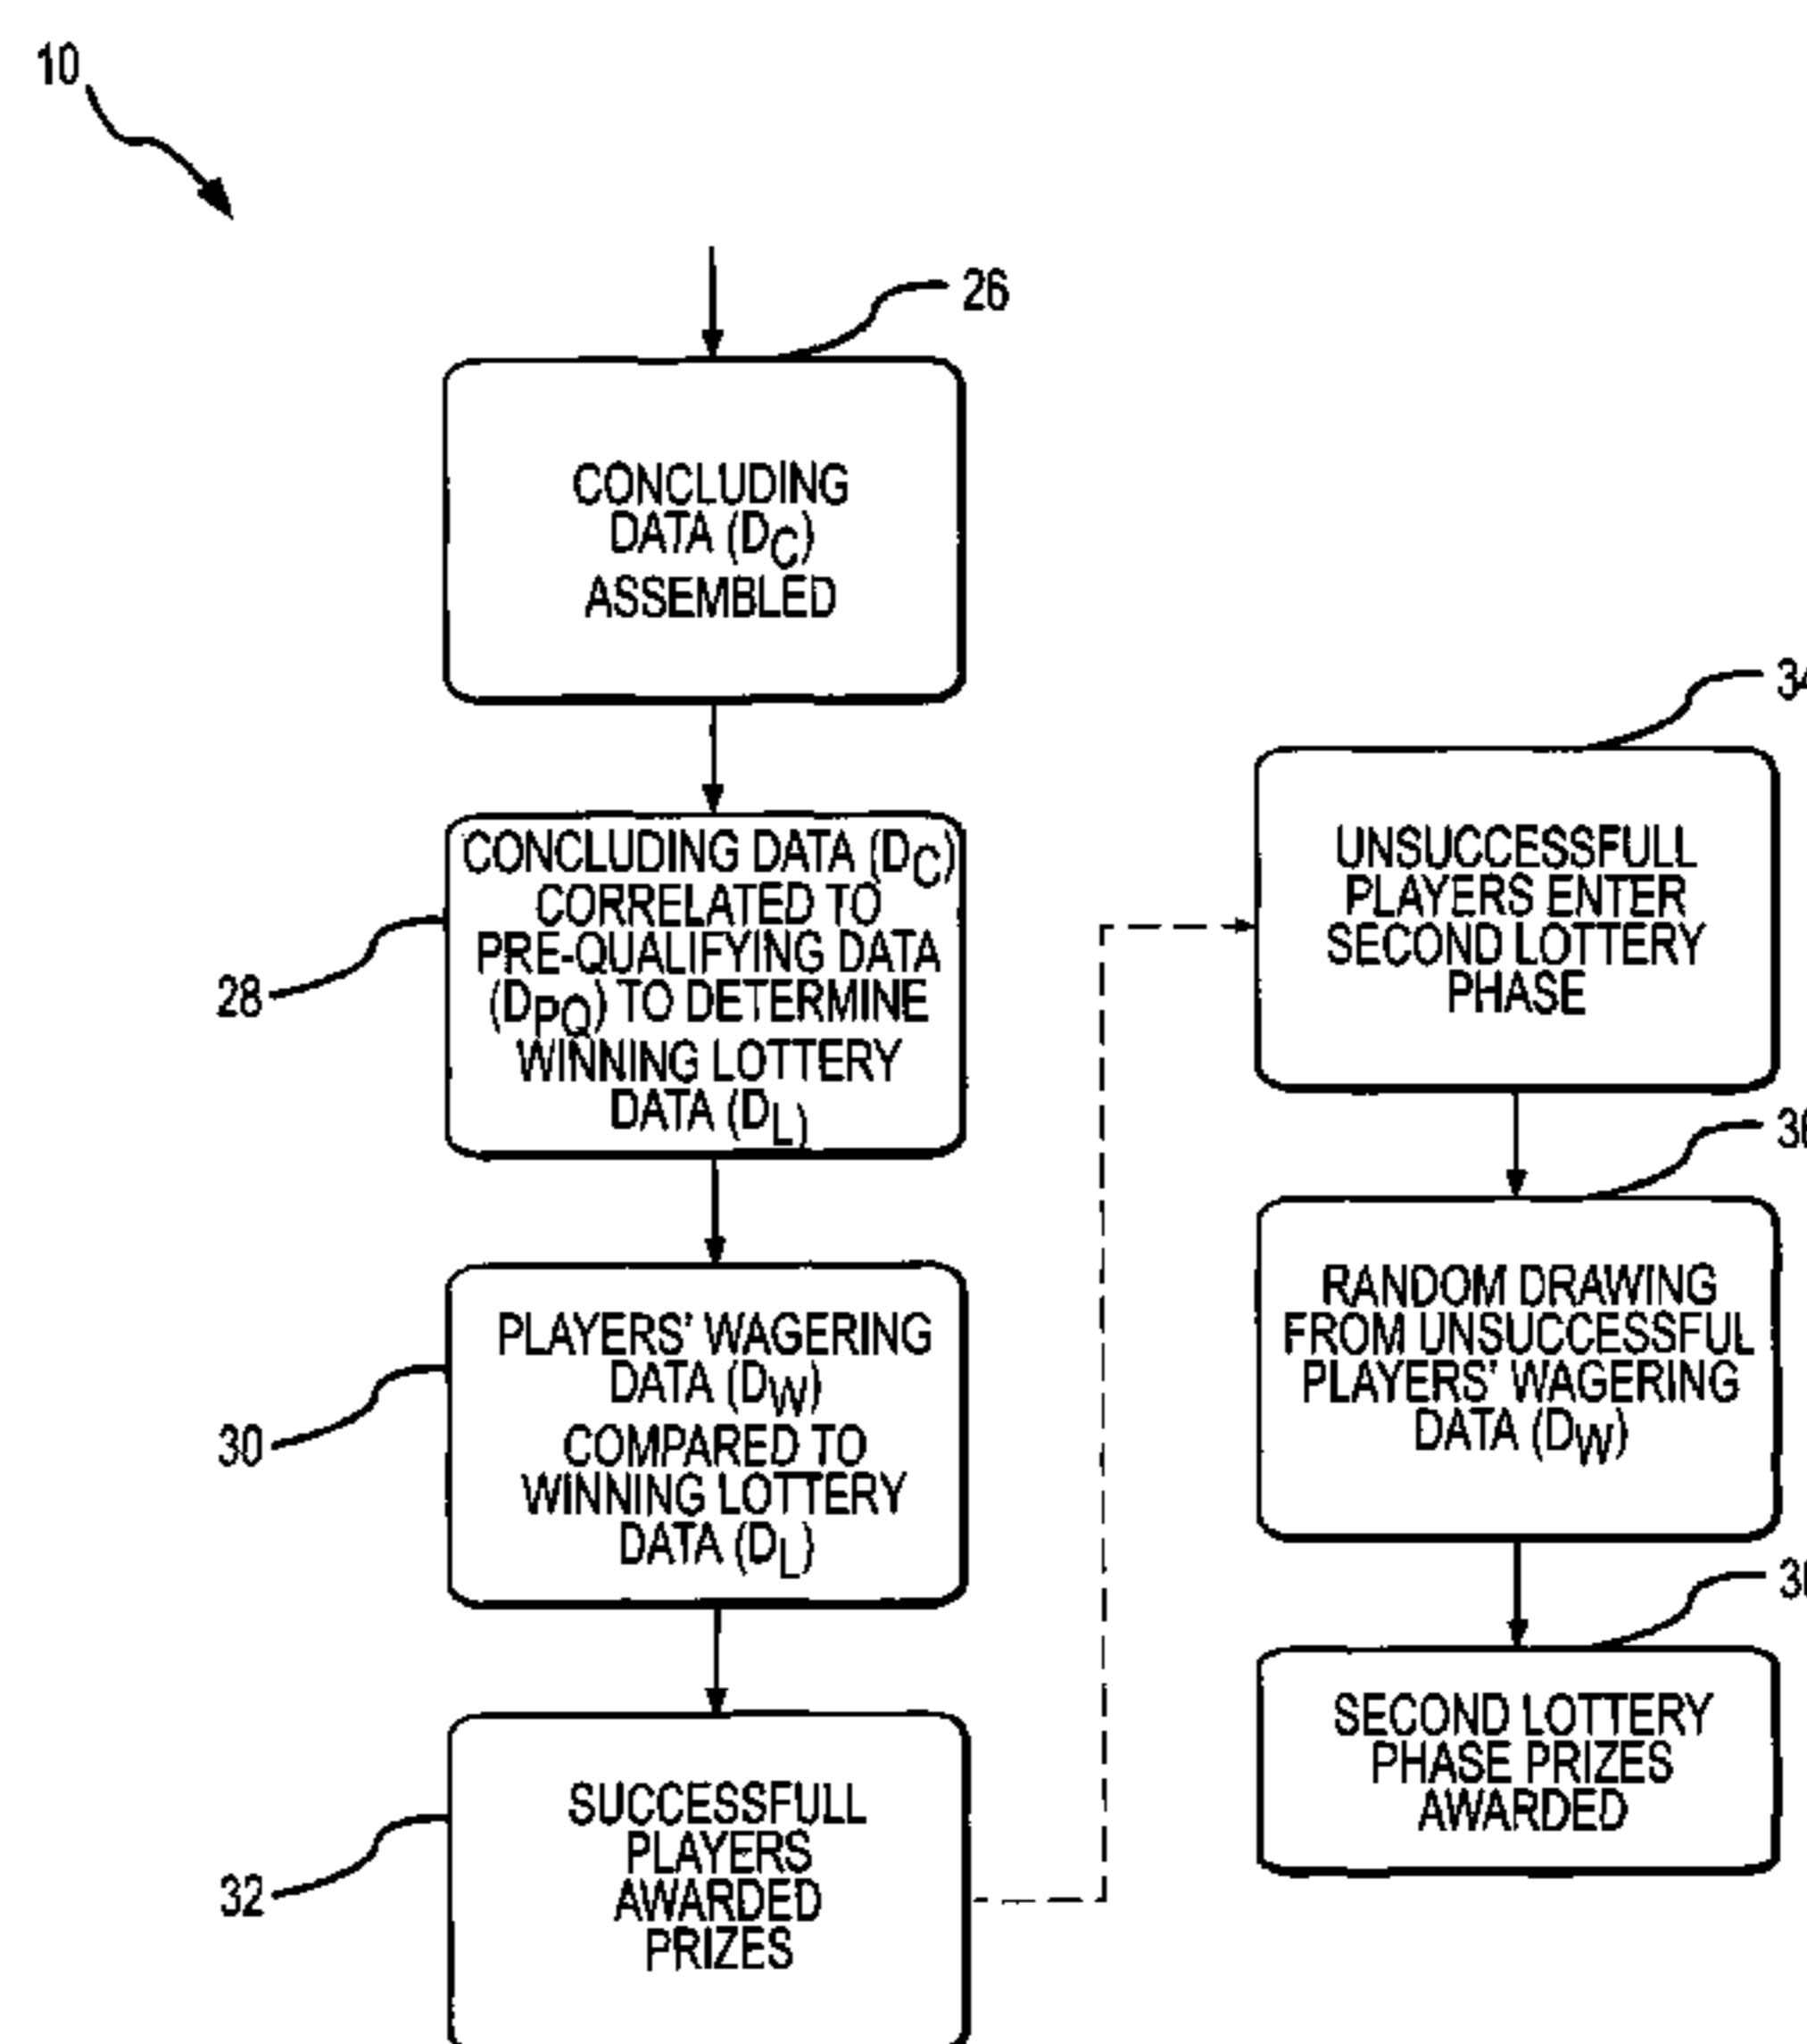 10
26
CONCLUDING
DATA (DC)
ASSEMBLED
28
CONCLUDING DATA (DC)
CORRELATED TO
PRE-QUALIFYING DATA
(DPQ) TO DETERMINE
WINNING LOTTERY
DATA (DL)
30
PLAYERS' WAGERING
DATA (DW)
COMPARED TO
WINNING LOTTERY
DATA (DL)
32
SUCCESSFULL
PLAYERS
AWARDED
PRIZES
34
UNSUCCESSFULL
PLAYERS ENTER
SECOND LOTTERY
PHASE
RANDOM DRAWING
FROM UNSUCCESSFUL
PLAYERS' WAGERING
DATA (DW)
SECOND LOTTERY
PHASE PRIZES
AWARDED